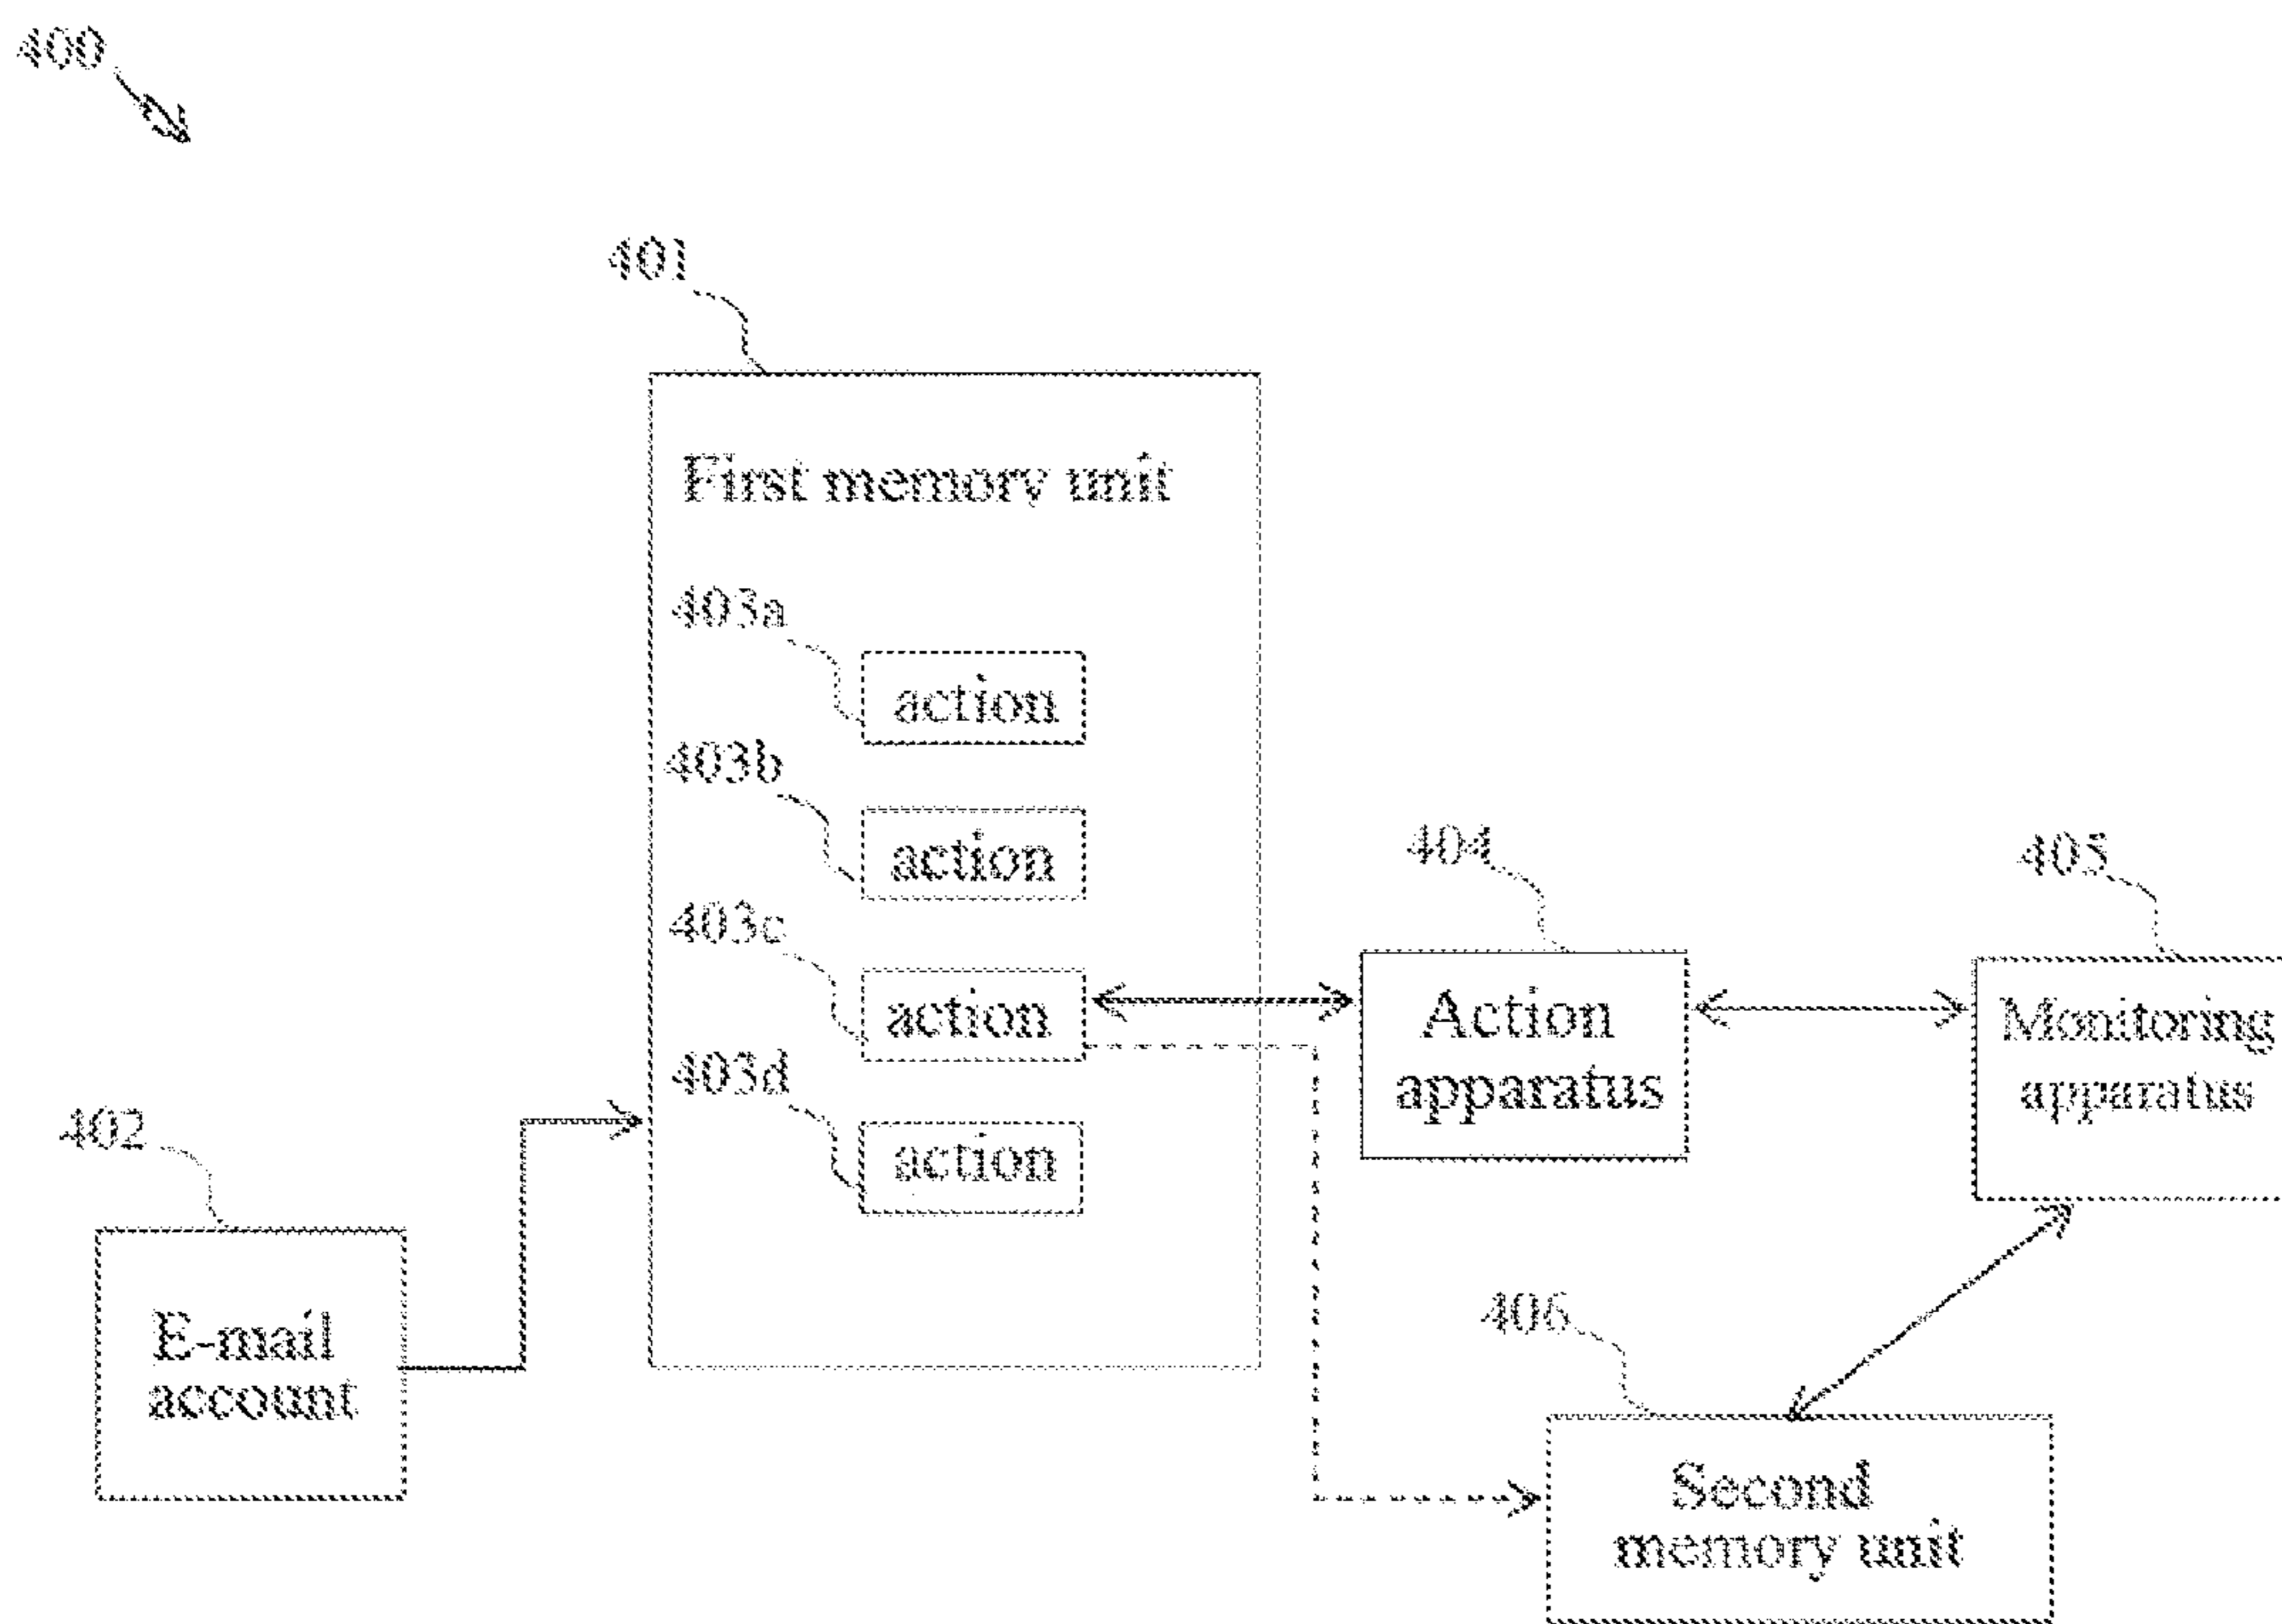 400
401
First memory unit
403a
action
403b
action
403c
action
403d
action
404
Action
apparatus
405
Monitoring
apparatus
402
E-mail
account
406
Second
memory unit